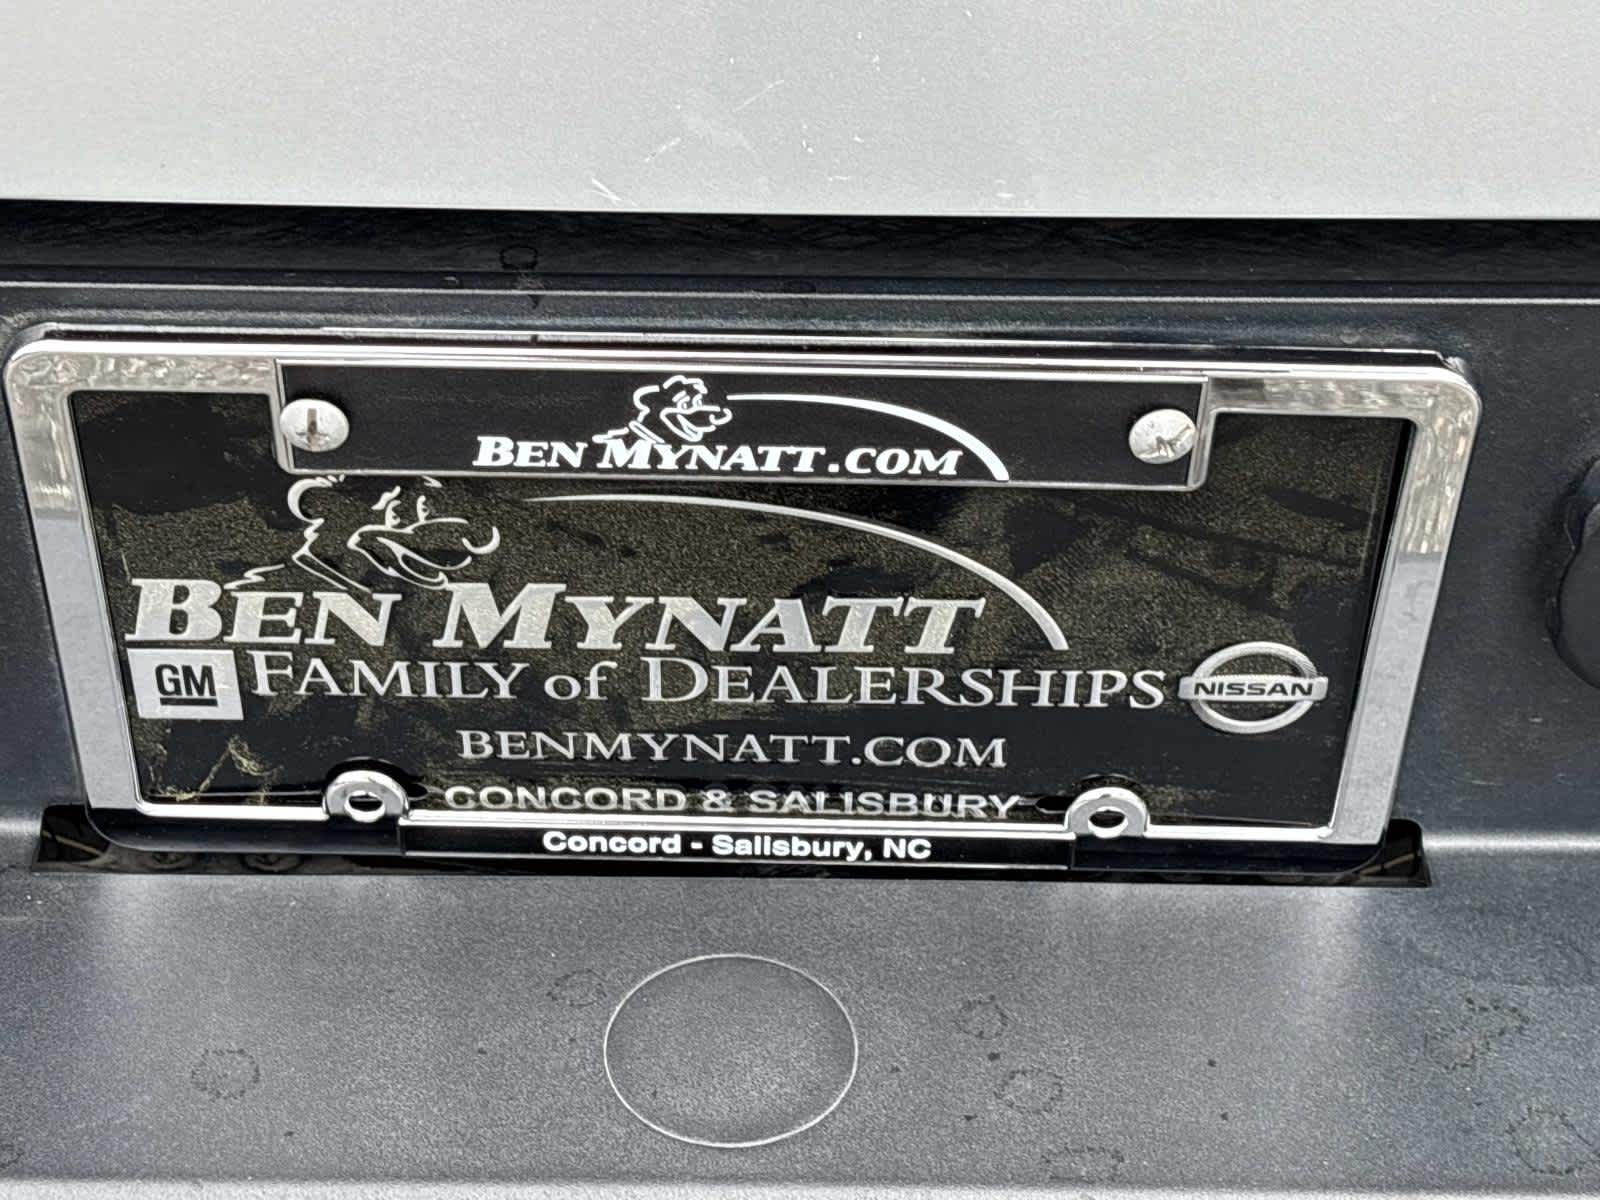 BEN MYNATT.COM
BEN MYNATT
GM FAMILY of DEALERSHIPS NISSAN
BENMYNATT.COM
CONCORD & SALISBURY
Concord - Salisbury, NC